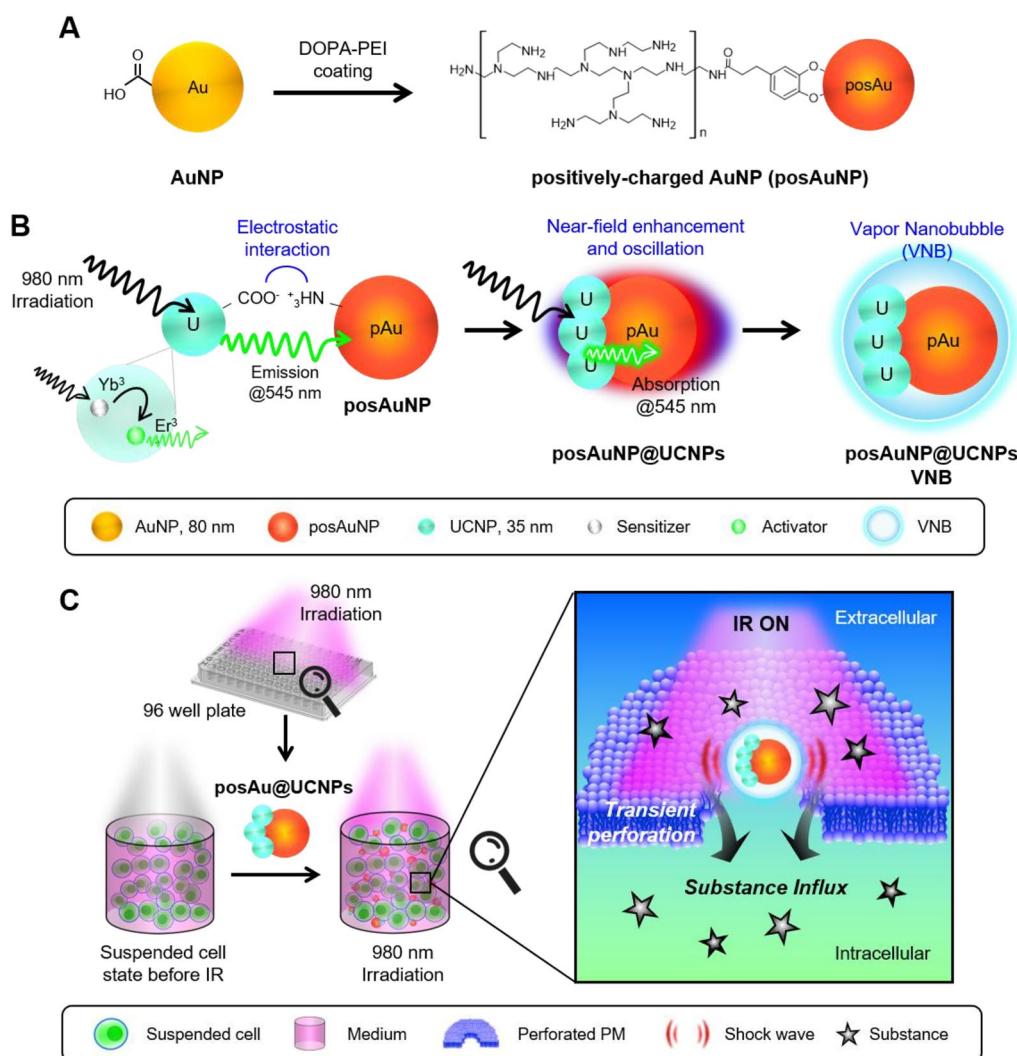 A
O
HO
Au
DOPA-PEI
coating
AuNP
NH2
NH2
NH
NH2
N
N
N
H2N
NH
N
NH
NH
O
O
O
N
N
H2N
NH2
n
posAu
positively-charged AuNP (posAuNP)
B
980 nm
Irradiation
Electrostatic
interaction
COO- +3HN
U
pAu
Emission
@545 nm
posAuNP
Yb3
Er3
Near-field enhancement
and oscillation
U
U
U
pAu
Absorption
@545 nm
posAuNP@UCNPs
Vapor Nanobubble
(VNB)
U
U
U
pAu
posAuNP@UCNPs
VNB
AuNP, 80 nm posAuNP UCNP, 35 nm Sensitizer Activator VNB
C
980 nm
Irradiation
96 well plate
posAu@UCNPs
Suspended cell
state before IR
980 nm
Irradiation
IR ON
Extracellular
Transient
perforation
Substance Influx
Intracellular
Suspended cell Medium Perforated PM Shock wave Substance